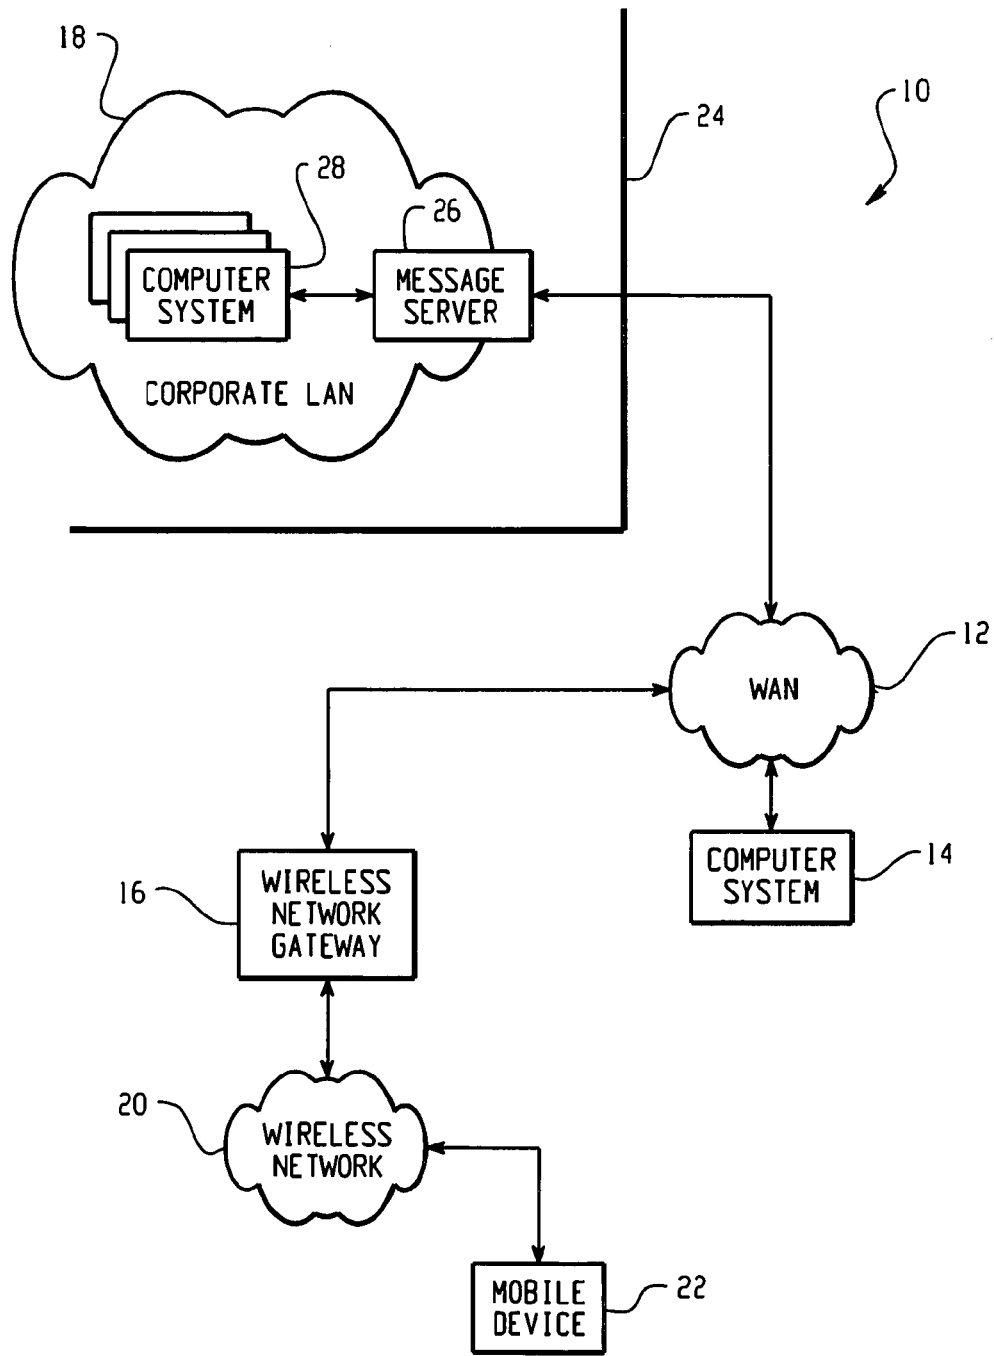 18
10
24
28
26
COMPUTER
SYSTEM
MESSAGE
SERVER
CORPORATE LAN
12
WAN
COMPUTER
SYSTEM
14
16
WIRELESS
NETWORK
GATEWAY
20
WIRELESS
NETWORK
MOBILE
DEVICE
22